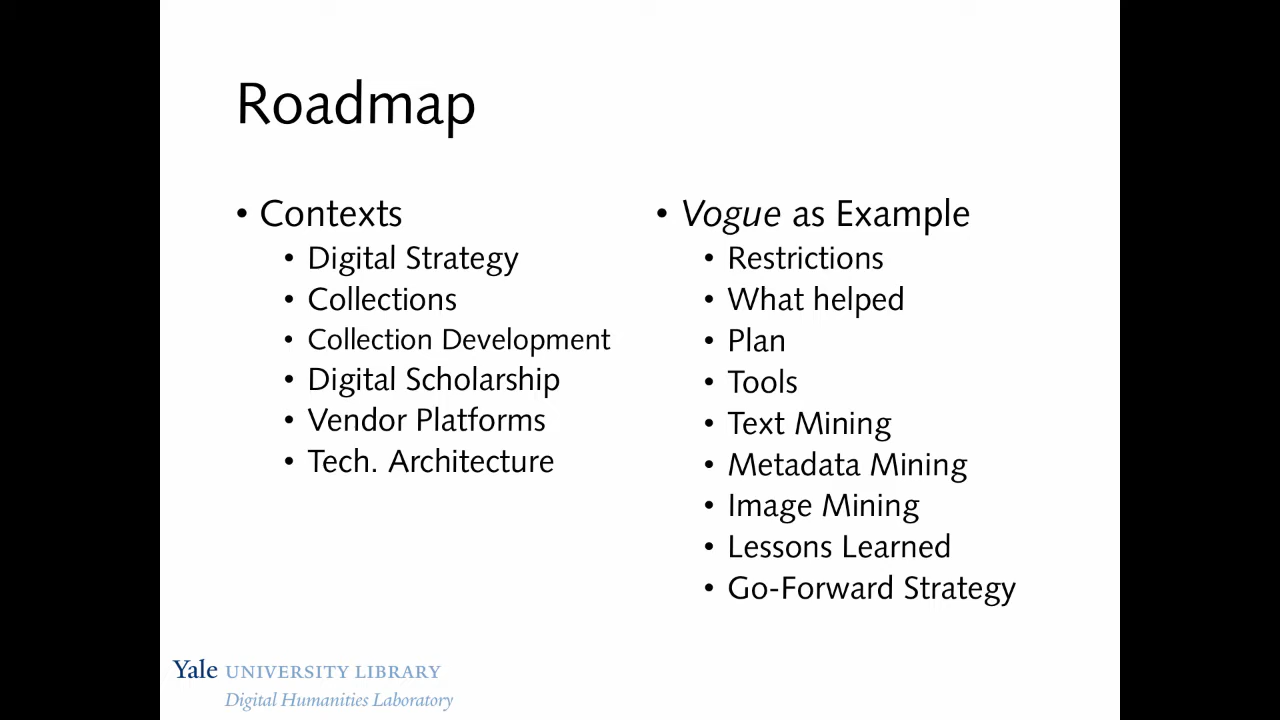 Roadmap
• Contexts
• Digital Strategy
• Collections
• Collection Development
• Digital Scholarship
• Vendor Platforms
• Tech. Architecture
• Vogue as Example
• Restrictions
• What helped
• Plan
• Tools
• Text Mining
• Metadata Mining
• Image Mining
• Lessons Learned
• Go-Forward Strategy
Yale UNIVERSITY LIBRARY
Digital Humanities Laboratory